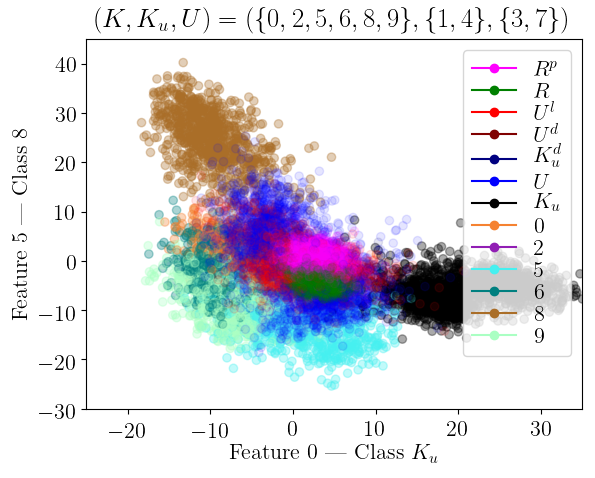 (K, K_u, U) = ({0, 2, 5, 6, 8, 9}, {1, 4}, {3, 7})
40
30
20
10
0
−10
−20
−30
Feature 5 — Class 8
R^p
R
U^l
U^d
K_u^d
U
K_u
0
2
5
6
8
9
−20
−10
0
10
20
30
Feature 0 — Class K_u